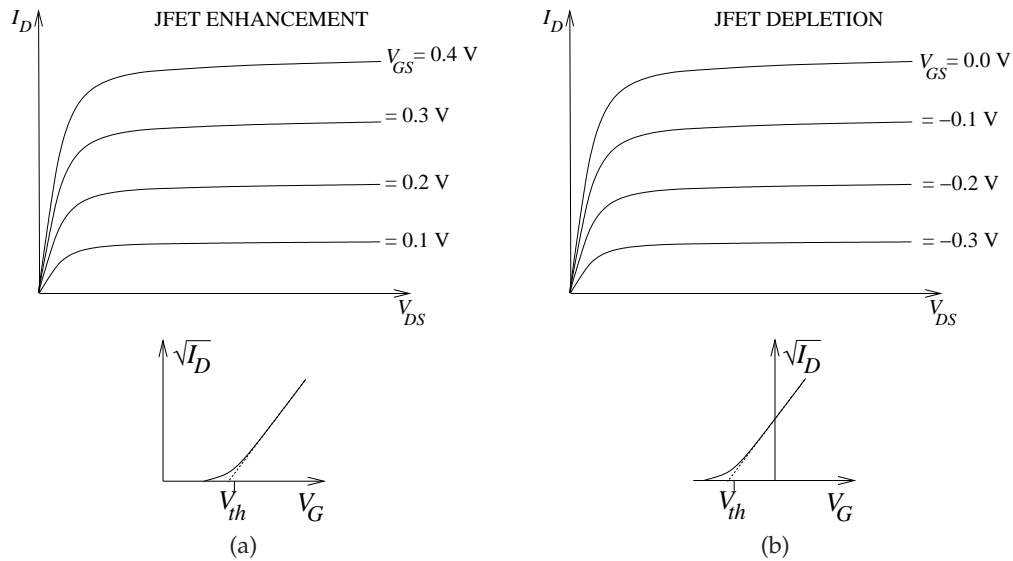 I_D
JFET ENHANCEMENT
V_GS = 0.4 V
= 0.3 V
= 0.2 V
= 0.1 V
V_DS
√I_D
V_th
V_G
(a)
I_D
JFET DEPLETION
V_GS = 0.0 V
= −0.1 V
= −0.2 V
= −0.3 V
V_DS
√I_D
V_th
V_G
(b)